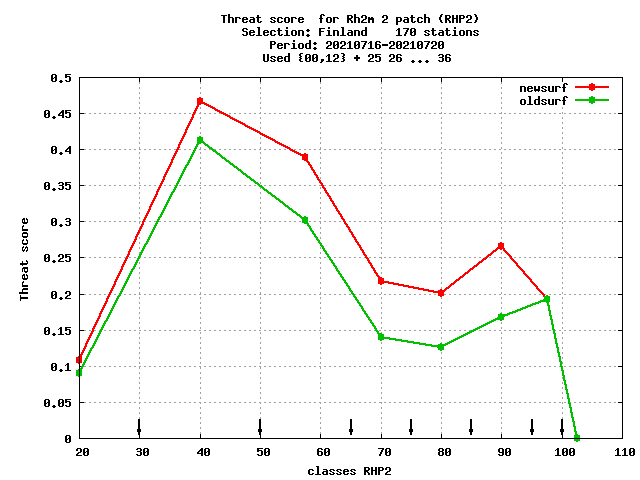 Threat score  for Rh2m 2 patch (RHP2)
Selection: Finland    170 stations
Period: 20210716-20210720
Used {00,12} + 25 26 ... 36
newsurf
oldsurf
0.5
0.45
0.4
0.35
0.3
0.25
0.2
0.15
0.1
0.05
0
Threat score
20 30 40 50 60 70 80 90 100 110
classes RHP2